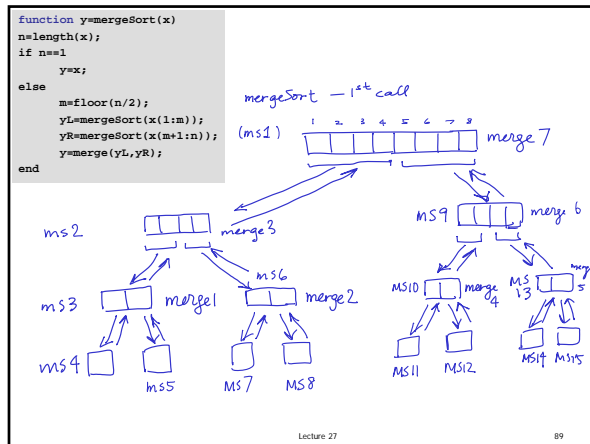 function y=mergeSort(x)
n=length(x);
if n==1
y=x;
else
m=floor(n/2);
yL=mergeSort(x(1:m));
yR=mergeSort(x(m+1:n));
y=merge(yL,yR);
end
mergeSort — 1st call
1 2 3 4 5 6 7 8
(ms1) merge 7
ms2 merge3 MS9 merge 6
ms6
ms3 merge1 merge2 MS10 merge 4 MS 13 merge 5
ms4 ms5 MS7 MS8 MS11 MS12 MS14 MS15
Lecture 27 89